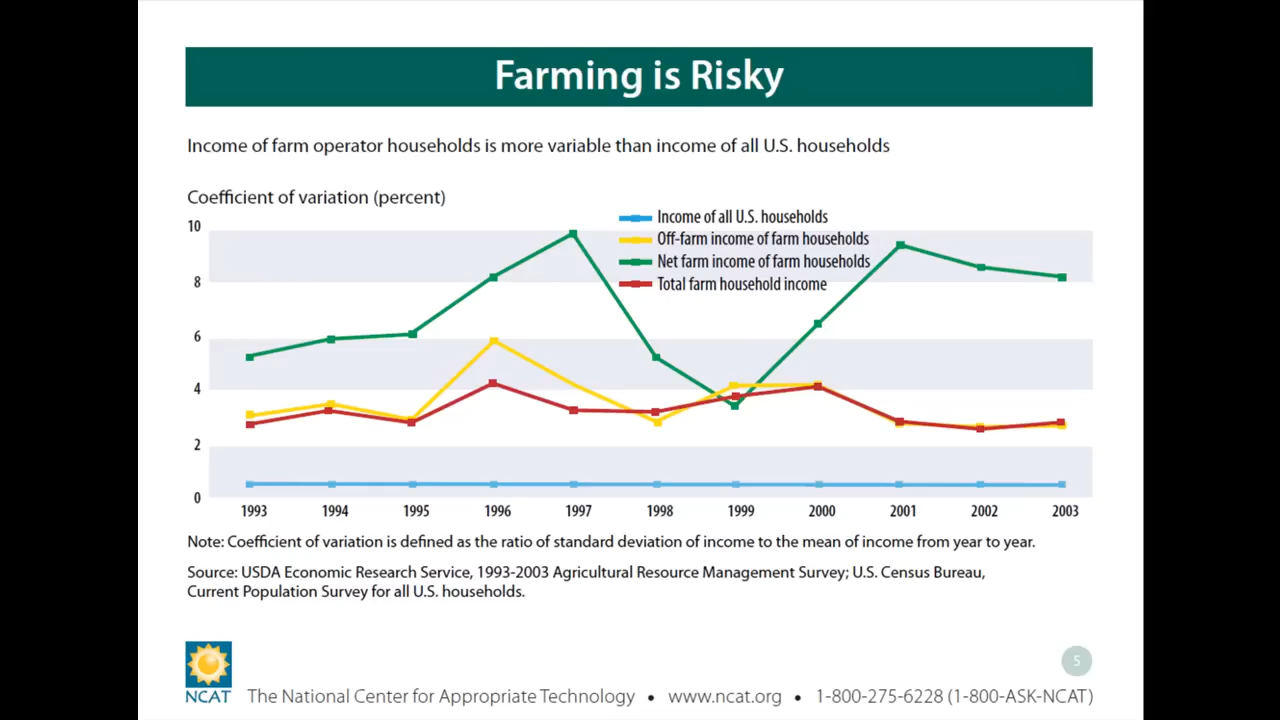 Farming is Risky
Income of farm operator households is more variable than income of all U.S. households
Coefficient of variation (percent)
Income of all U.S. households
Off-farm income of farm households
Net farm income of farm households
Total farm household income
10
8
6
4
2
0
1993 1994 1995 1996 1997 1998 1999 2000 2001 2002 2003
Note: Coefficient of variation is defined as the ratio of standard deviation of income to the mean of income from year to year.
Source: USDA Economic Research Service, 1993-2003 Agricultural Resource Management Survey; U.S. Census Bureau,
Current Population Survey for all U.S. households.
5
NCAT The National Center for Appropriate Technology • www.ncat.org • 1-800-275-6228 (1-800-ASK-NCAT)